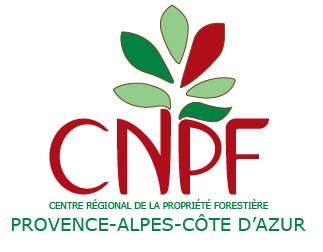 CNPF
CENTRE RÉGIONAL DE LA PROPRIÉTÉ FORESTIÈRE
PROVENCE-ALPES-CÔTE D'AZUR